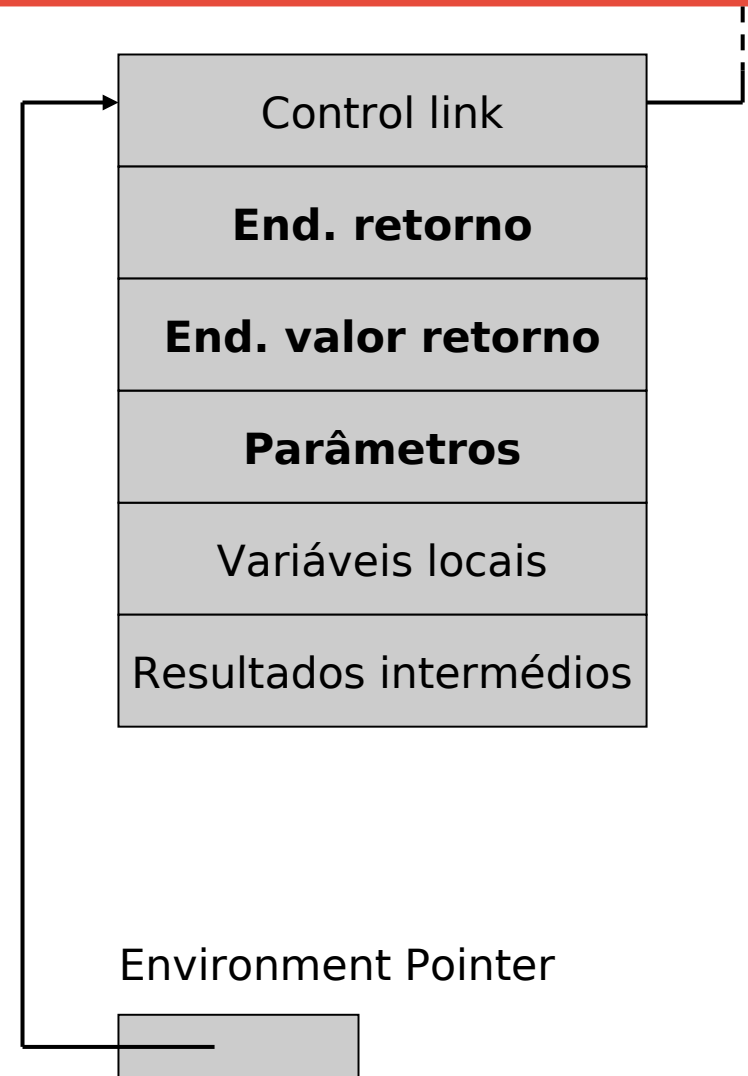 Control link
End. retorno
End. valor retorno
Parâmetros
Variáveis locais
Resultados intermédios
Environment Pointer